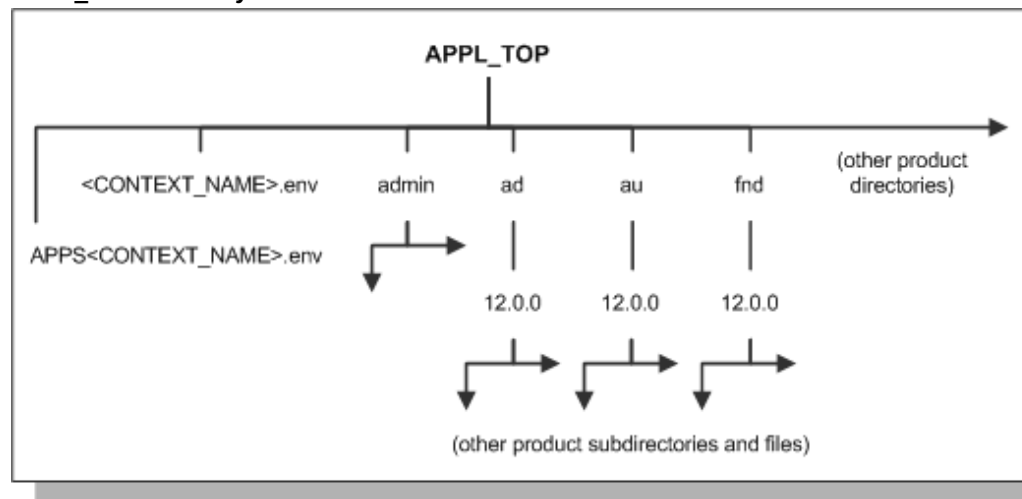 APPL_TOP
(other product
directories)
<CONTEXT_NAME>.env
admin
ad
au
fnd
APPS<CONTEXT_NAME>.env
12.0.0
12.0.0
12.0.0
(other product subdirectories and files)